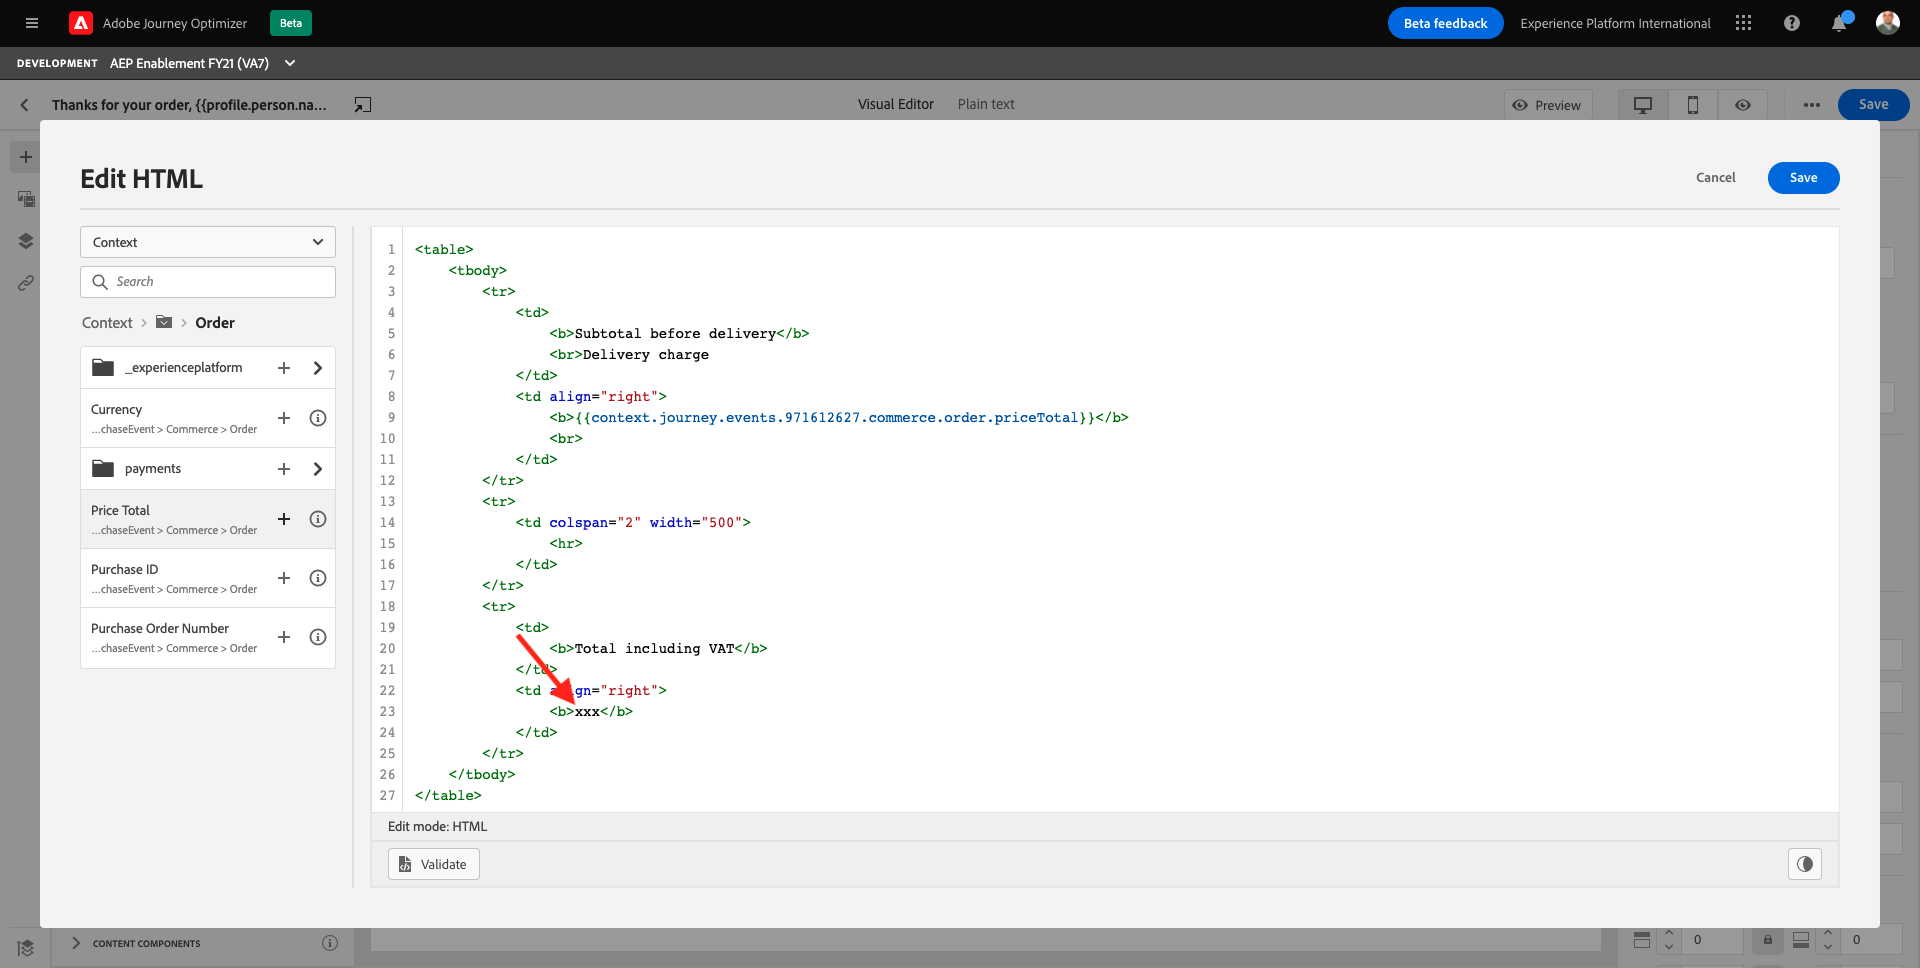 Adobe Journey Optimizer Beta Beta feedback Experience Platform International
DEVELOPMENT AEP Enablement FY21 (VA7)
Thanks for your order, {{profile.person.na... Visual Editor Plain text Preview Save
Edit HTML Cancel Save
Context
Search
Context > > Order
_experienceplatform
Currency
...chaseEvent > Commerce > Order
payments
Price Total
...chaseEvent > Commerce > Order
Purchase ID
...chaseEvent > Commerce > Order
Purchase Order Number
...chaseEvent > Commerce > Order
1 <table>
2 <tbody>
3 <tr>
4 <td>
5 <b>Subtotal before delivery</b>
6 <br>Delivery charge
7 </td>
8 <td align="right">
9 <b>{{context.journey.events.971612627.commerce.order.priceTotal}}</b>
10 <br>
11 </td>
12 </tr>
13 <tr>
14 <td colspan="2" width="500">
15 <hr>
16 </td>
17 </tr>
18 <tr>
19 <td>
20 <b>Total including VAT</b>
21 </td>
22 <td align="right">
23 <b>xxx</b>
24 </td>
25 </tr>
26 </tbody>
27 </table>
Edit mode: HTML
Validate
CONTENT COMPONENTS 0 0